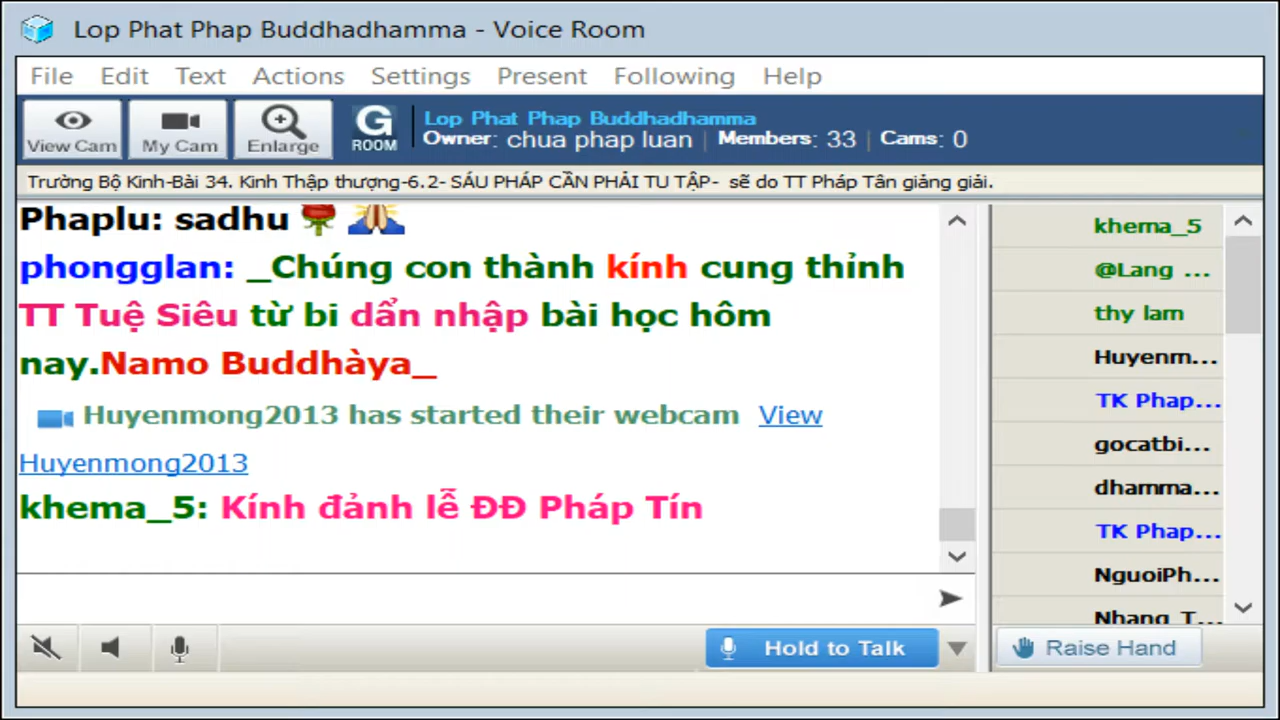 Lop Phat Phap Buddhadhamma - Voice Room
File Edit Text Actions Settings Present Following Help
View Cam My Cam Enlarge G ROOM
Lop Phat Phap Buddhadhamma
Owner: chua phap luan | Members: 33 | Cams: 0
Trường Bộ Kinh-Bài 34. Kinh Thập thượng-6.2- SÁU PHÁP CẦN PHẢI TU TẬP- sẽ do TT Pháp Tân giảng giải.
Phaplu: sadhu
phongglan: _Chúng con thành kính cung thỉnh
TT Tuệ Siêu từ bi dẩn nhập bài học hôm
nay.Namo Buddhàya_
Huyenmong2013 has started their webcam View
Huyenmong2013
khema_5: Kính đảnh lễ ĐĐ Pháp Tín
khema_5
@Lang ...
thy lam
Huyenm...
TK Phap...
gocatbi...
dhamma...
TK Phap...
NguoiPh...
Nhang T...
Hold to Talk
Raise Hand